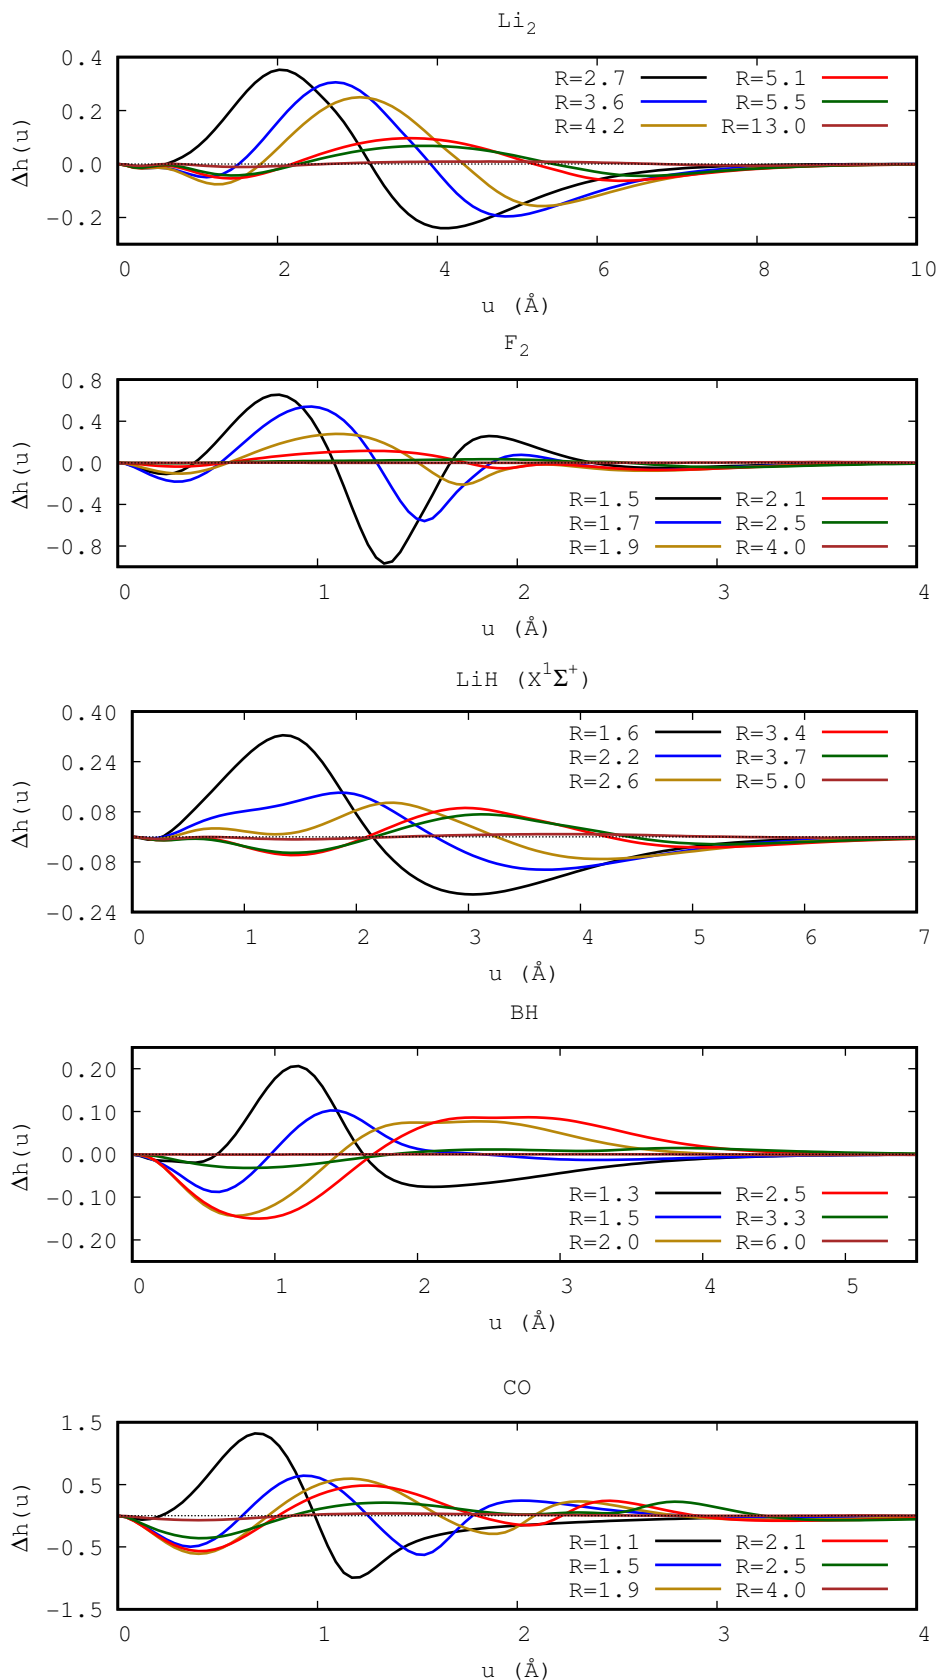 Li2
0.4
R=2.7 R=5.1
R=3.6 R=5.5
0.2
R=4.2 R=13.0
Δh(u)
0.0
−0.2
0 2 4 6 8 10
u (Å)
F2
0.8
0.4
Δh(u)
0.0
R=1.5 R=2.1
−0.4
R=1.7 R=2.5
−0.8
R=1.9 R=4.0
0 1 2 3 4
u (Å)
LiH (X1Σ+)
0.40
R=1.6 R=3.4
R=2.2 R=3.7
0.24
R=2.6 R=5.0
Δh(u)
0.08
−0.08
−0.24
0 1 2 3 4 5 6 7
u (Å)
BH
0.20
0.10
Δh(u)
0.00
R=1.3 R=2.5
−0.10
R=1.5 R=3.3
−0.20
R=2.0 R=6.0
0 1 2 3 4 5
u (Å)
CO
1.5
0.5
Δh(u)
−0.5
R=1.1 R=2.1
R=1.5 R=2.5
R=1.9 R=4.0
−1.5
0 1 2 3 4
u (Å)